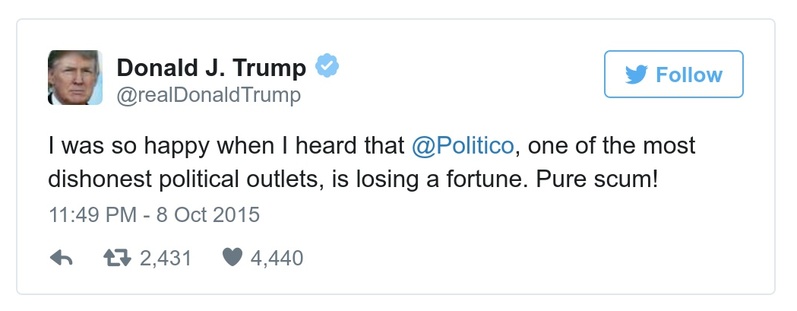 Donald J. Trump
@realDonaldTrump
Follow
I was so happy when I heard that @Politico, one of the most
dishonest political outlets, is losing a fortune. Pure scum!
11:49 PM - 8 Oct 2015
2,431 4,440